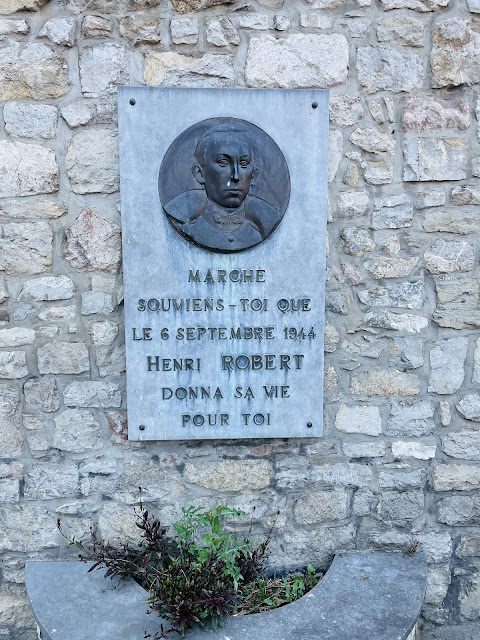 MARCHE
SOUVIENS-TOI QUE
LE 6 SEPTEMBRE 1944
HENRI ROBERT
DONNA SA VIE
POUR TOI